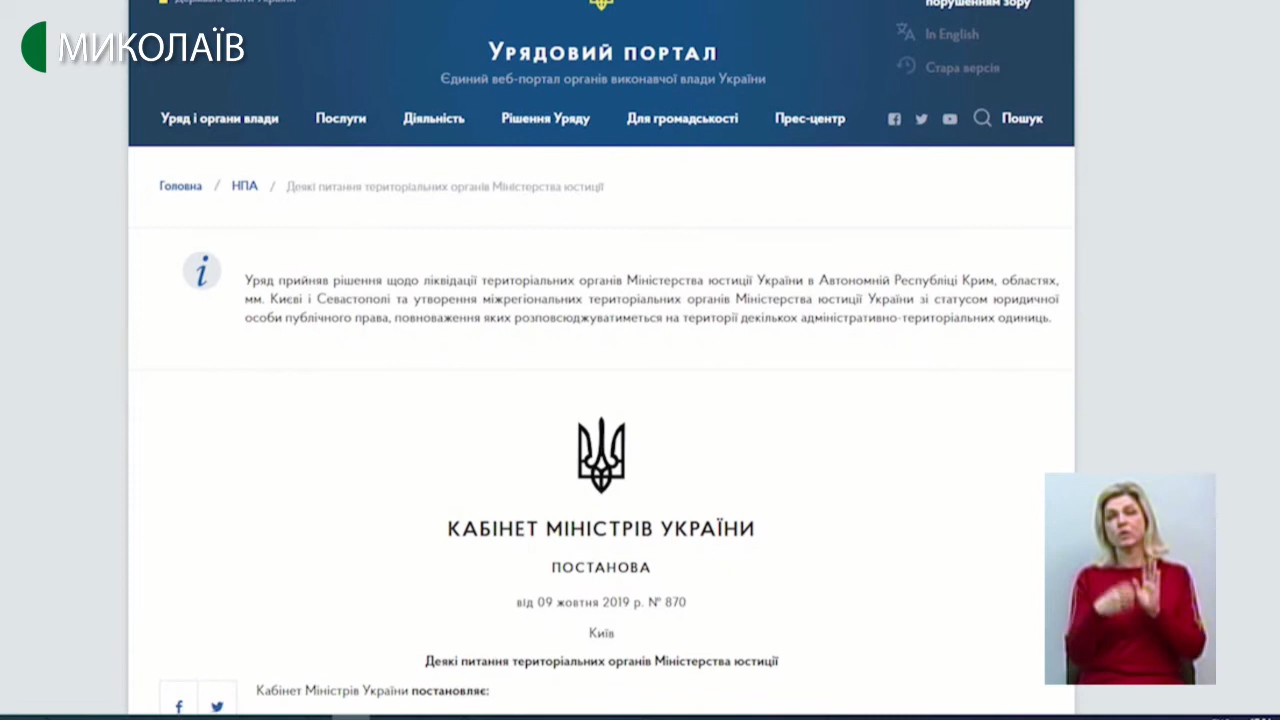 Державні сайти України
порушенням зору
МИКОЛАЇВ
In English
Урядовий портал
Стара версія
Єдиний веб-портал органів виконавчої влади України
Уряд і органи влади Послуги Діяльність Рішення Уряду Для громадськості Прес-центр Пошук
Головна / НПА / Деякі питання територіальних органів Міністерства юстиції
Уряд прийняв рішення щодо ліквідації територіальних органів Міністерства юстиції України в Автономній Республіці Крим, областях,
мм. Києві і Севастополі та утворення міжрегіональних територіальних органів Міністерства юстиції України зі статусом юридичної
особи публічного права, повноваження яких розповсюджуватиметься на території декількох адміністративно-територіальних одиниць.
КАБІНЕТ МІНІСТРІВ УКРАЇНИ
ПОСТАНОВА
від 09 жовтня 2019 р. № 870
Київ
Деякі питання територіальних органів Міністерства юстиції
Кабінет Міністрів України постановляє: